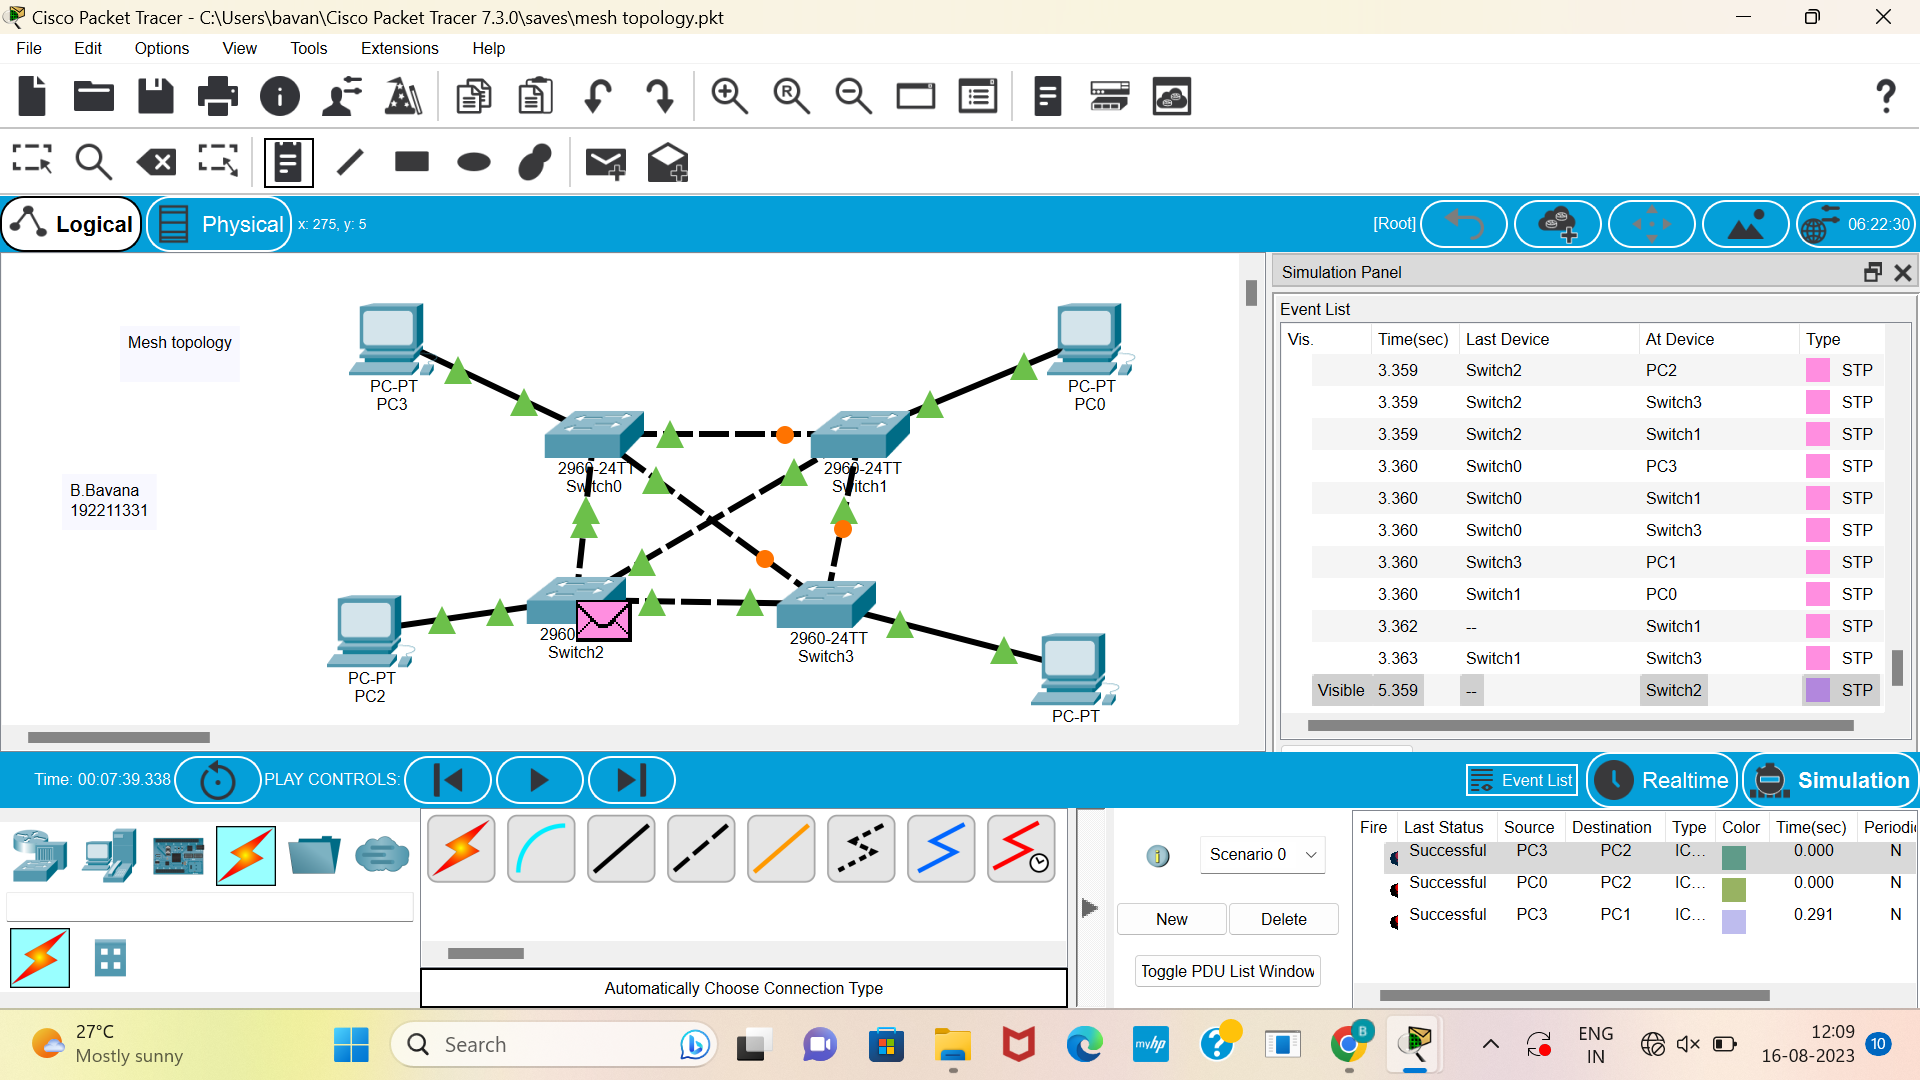 Cisco Packet Tracer - C:\Users\bavan\Cisco Packet Tracer 7.3.0\saves\mesh topology.pkt
File Edit Options View Tools Extensions Help
Logical Physical x: 275, y: 5 [Root] 06:22:30
Mesh topology
B.Bavana
192211331
PC-PT
PC3
PC-PT
PC0
2960-24TT
Switch0
2960-24TT
Switch1
2960
Switch2
2960-24TT
Switch3
PC-PT
PC2
PC-PT
Simulation Panel
Event List
Vis. Time(sec) Last Device At Device Type
3.359 Switch2 PC2 STP
3.359 Switch2 Switch3 STP
3.359 Switch2 Switch1 STP
3.360 Switch0 PC3 STP
3.360 Switch0 Switch1 STP
3.360 Switch0 Switch3 STP
3.360 Switch3 PC1 STP
3.360 Switch1 PC0 STP
3.362 -- Switch1 STP
3.363 Switch1 Switch3 STP
Visible 5.359 -- Switch2 STP
Time: 00:07:39.338 PLAY CONTROLS: Event List Realtime Simulation
Scenario 0
New Delete
Toggle PDU List Window
Automatically Choose Connection Type
Fire Last Status Source Destination Type Color Time(sec) Periodi
Successful PC3 PC2 IC... 0.000 N
Successful PC0 PC2 IC... 0.000 N
Successful PC3 PC1 IC... 0.291 N
27°C
Mostly sunny
Search
myhp
B
ENG
IN
12:09
16-08-2023
10